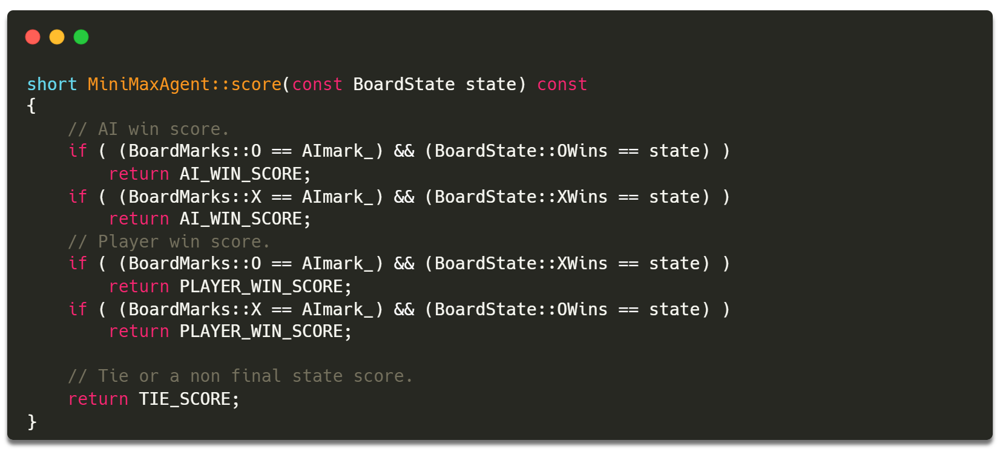 short MiniMaxAgent::score(const BoardState state) const
{
    // AI win score.
    if ( (BoardMarks::O == AImark_) && (BoardState::OWins == state) )
        return AI_WIN_SCORE;
    if ( (BoardMarks::X == AImark_) && (BoardState::XWins == state) )
        return AI_WIN_SCORE;
    // Player win score.
    if ( (BoardMarks::O == AImark_) && (BoardState::XWins == state) )
        return PLAYER_WIN_SCORE;
    if ( (BoardMarks::X == AImark_) && (BoardState::OWins == state) )
        return PLAYER_WIN_SCORE;

    // Tie or a non final state score.
    return TIE_SCORE;
}